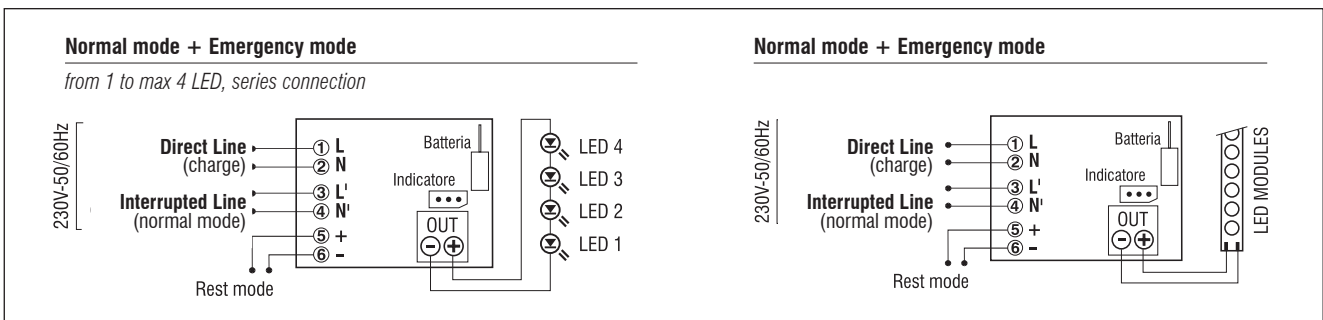 Normal mode + Emergency mode
from 1 to max 4 LED, series connection
230V-50/60Hz
Direct Line
(charge)
Interrupted Line
(normal mode)
1 L
2 N
3 L'
4 N'
5 +
6 -
Rest mode
Batteria
Indicatore
OUT
- +
LED 4
LED 3
LED 2
LED 1
Normal mode + Emergency mode
230V-50/60Hz
Direct Line
(charge)
Interrupted Line
(normal mode)
1 L
2 N
3 L'
4 N'
5 +
6 -
Rest mode
Batteria
Indicatore
OUT
- +
LED MODULES